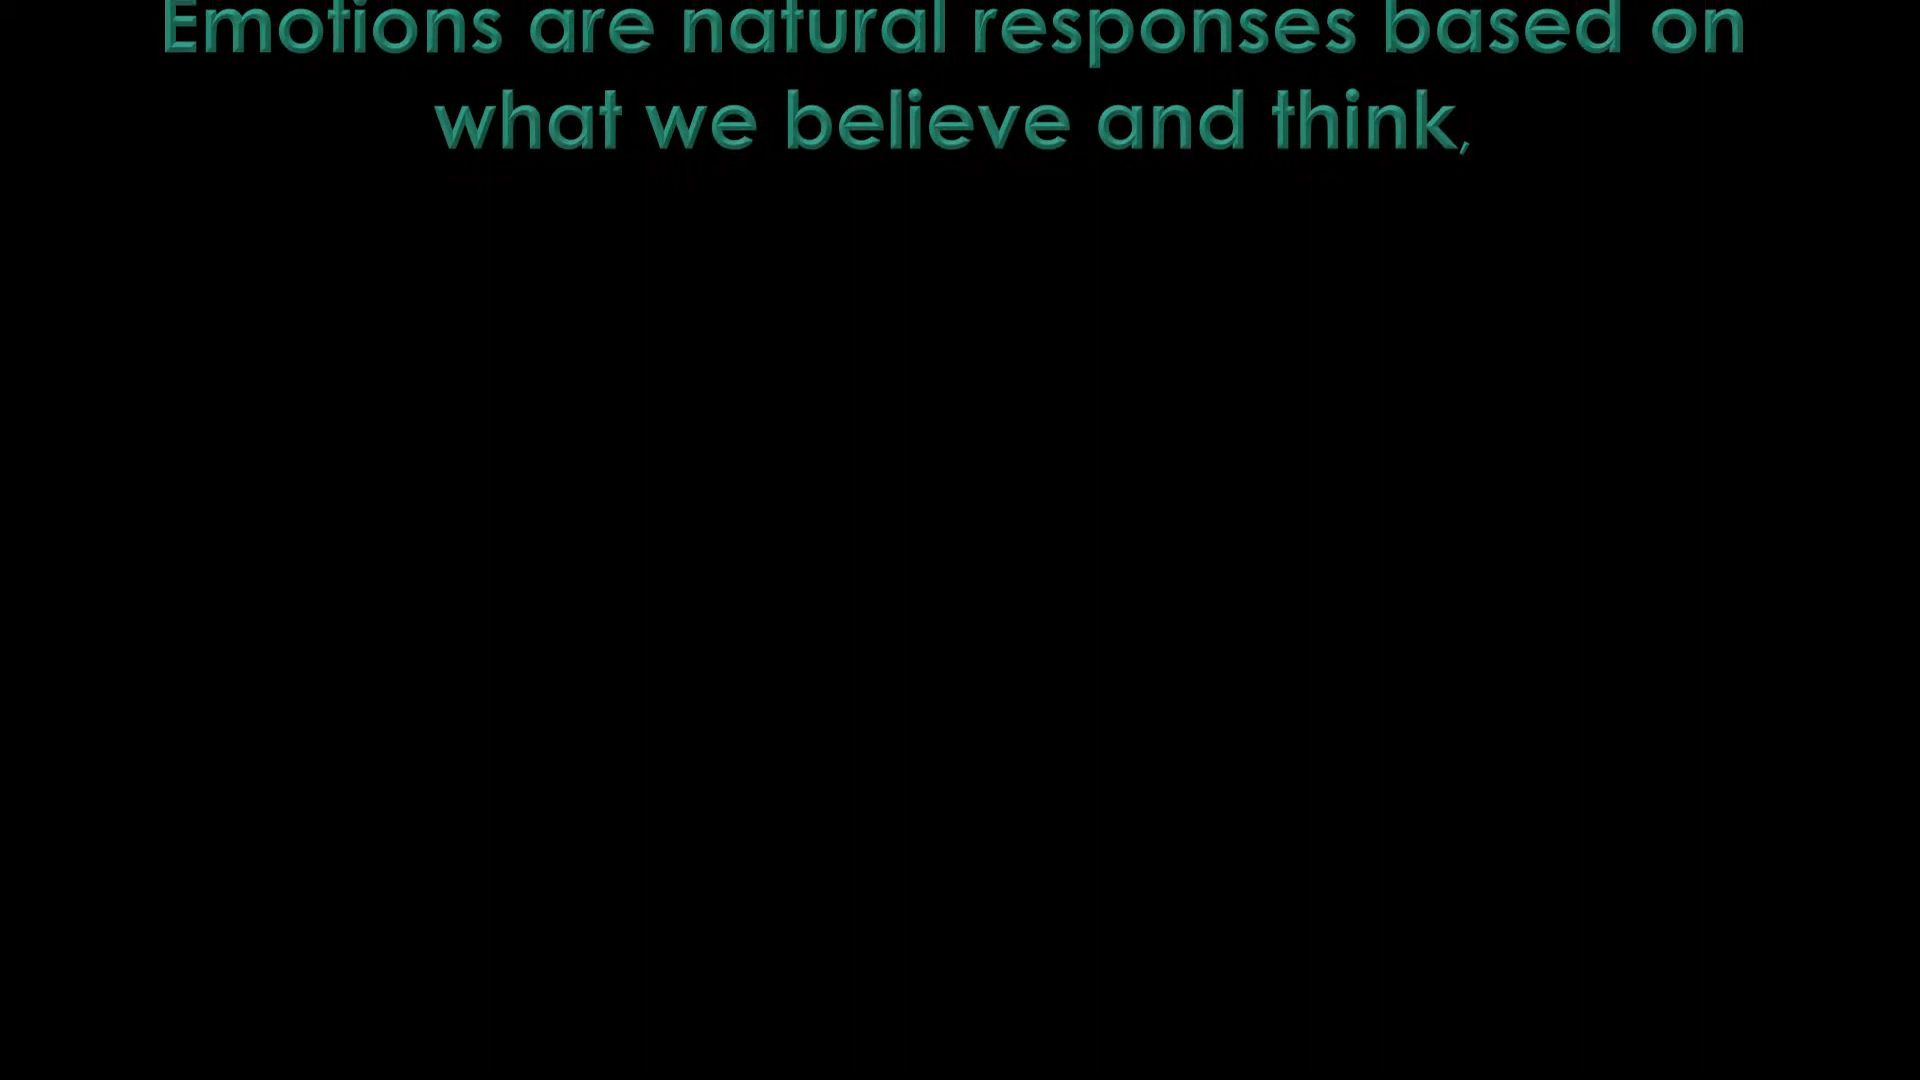 Emotions are natural responses based on
what we believe and think,